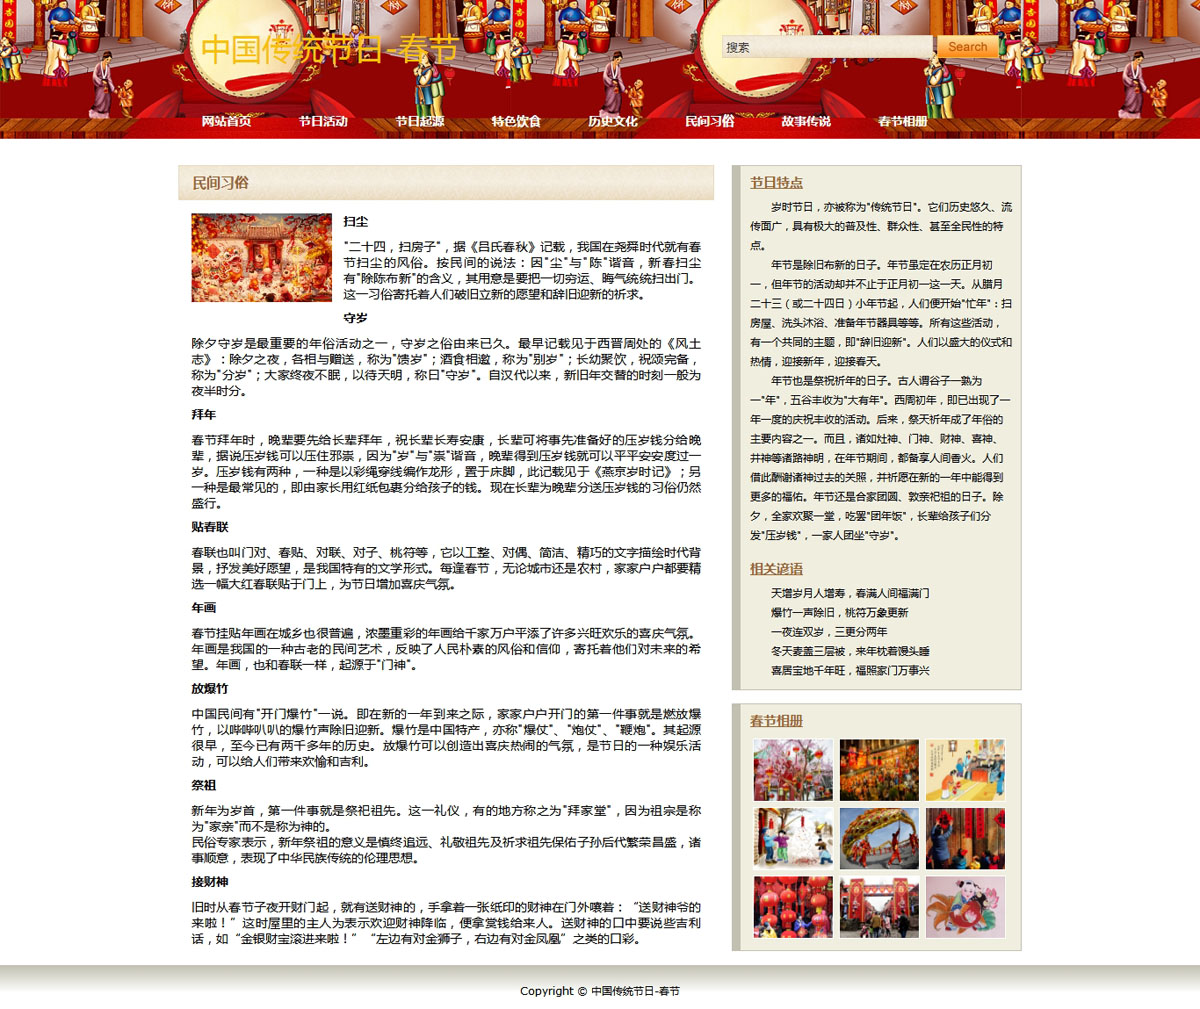 中国传统节日-春节
搜索
Search
网站首页 节日活动 节日起源 特色饮食 历史文化 民间习俗 故事传说 春节相册
民间习俗
扫尘
"二十四，扫房子"，据《吕氏春秋》记载，我国在尧舜时代就有春
节扫尘的风俗。按民间的说法：因"尘"与"陈"谐音，新春扫尘
有"除陈布新"的含义，其用意是要把一切穷运、晦气统统扫出门。
这一习俗寄托着人们破旧立新的愿望和辞旧迎新的祈求。
守岁
除夕守岁是最重要的年俗活动之一，守岁之俗由来已久。最早记载见于西晋周处的《风土
志》：除夕之夜，各相与赠送，称为"馈岁"；酒食相邀，称为"别岁"；长幼聚饮，祝颂完备，
称为"分岁"；大家终夜不眠，以待天明，称曰"守岁"。自汉代以来，新旧年交替的时刻一般为
夜半时分。
拜年
春节拜年时，晚辈要先给长辈拜年，祝长辈长寿安康，长辈可将事先准备好的压岁钱分给晚
辈，据说压岁钱可以压住邪祟，因为"岁"与"祟"谐音，晚辈得到压岁钱就可以平平安安度过一
岁。压岁钱有两种，一种是以彩绳穿线编作龙形，置于床脚，此记载见于《燕京岁时记》；另
一种是最常见的，即由家长用红纸包裹分给孩子的钱。现在长辈为晚辈分送压岁钱的习俗仍然
盛行。
贴春联
春联也叫门对、春贴、对联、对子、桃符等，它以工整、对偶、简洁、精巧的文字描绘时代背
景，抒发美好愿望，是我国特有的文学形式。每逢春节，无论城市还是农村，家家户户都要精
选一幅大红春联贴于门上，为节日增加喜庆气氛。
年画
春节挂贴年画在城乡也很普遍，浓墨重彩的年画给千家万户平添了许多兴旺欢乐的喜庆气氛。
年画是我国的一种古老的民间艺术，反映了人民朴素的风俗和信仰，寄托着他们对未来的希
望。年画，也和春联一样，起源于"门神"。
放爆竹
中国民间有"开门爆竹"一说。即在新的一年到来之际，家家户户开门的第一件事就是燃放爆
竹，以哔哔叭叭的爆竹声除旧迎新。爆竹是中国特产，亦称"爆仗"、"炮仗"、"鞭炮"。其起源
很早，至今已有两千多年的历史。放爆竹可以创造出喜庆热闹的气氛，是节日的一种娱乐活
动，可以给人们带来欢愉和吉利。
祭祖
新年为岁首，第一件事就是祭祀祖先。这一礼仪，有的地方称之为"拜家堂"，因为祖宗是称
为"家亲"而不是称为神的。
民俗专家表示，新年祭祖的意义是慎终追远、礼敬祖先及祈求祖先保佑子孙后代繁荣昌盛，诸
事顺意，表现了中华民族传统的伦理思想。
接财神
旧时从春节子夜开财门起，就有送财神的，手拿着一张纸印的财神在门外嚷着：“送财神爷的
来啦！”这时屋里的主人为表示欢迎财神降临，便拿赏钱给来人。送财神的口中要说些吉利
话，如“金银财宝滚进来啦！”“左边有对金狮子，右边有对金凤凰”之类的口彩。
节日特点
岁时节日，亦被称为"传统节日"。它们历史悠久、流
传面广，具有极大的普及性、群众性、甚至全民性的特
点。
年节是除旧布新的日子。年节虽定在农历正月初
一，但年节的活动却并不止于正月初一这一天。从腊月
二十三（或二十四日）小年节起，人们便开始"忙年"：扫
房屋、洗头沐浴、准备年节器具等等。所有这些活动，
有一个共同的主题，即"辞旧迎新"。人们以盛大的仪式和
热情，迎接新年，迎接春天。
年节也是祭祝祈年的日子。古人谓谷子一熟为
一"年"，五谷丰收为"大有年"。西周初年，即已出现了一
年一度的庆祝丰收的活动。后来，祭天祈年成了年俗的
主要内容之一。而且，诸如灶神、门神、财神、喜神、
井神等诸路神明，在年节期间，都备享人间香火。人们
借此酬谢诸神过去的关照，并祈愿在新的一年中能得到
更多的福佑。年节还是合家团圆、敦亲祀祖的日子。除
夕，全家欢聚一堂，吃罢"团年饭"，长辈给孩子们分
发"压岁钱"，一家人团坐"守岁"。
相关谚语
天增岁月人增寿，春满人间福满门
爆竹一声除旧，桃符万象更新
一夜连双岁，三更分两年
冬天麦盖三层被，来年枕着馒头睡
喜居宝地千年旺，福照家门万事兴
春节相册
Copyright © 中国传统节日-春节